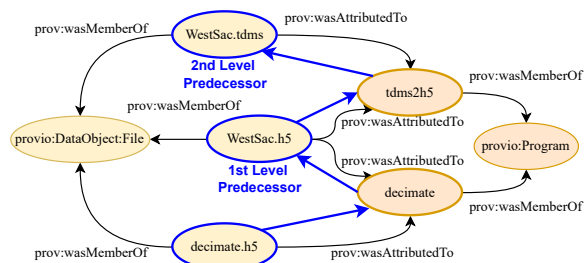 prov:wasAttributedTo
prov:wasMemberOf
WestSac.tdms
2nd Level
Predecessor
prov:wasMemberOf
tdms2h5
prov:wasMemberOf
prov:wasAttributedTo
provio:DataObject:File
WestSac.h5
provio:Program
prov:wasAttributedTo
1st Level
Predecessor
decimate
prov:wasMemberOf
prov:wasMemberOf
decimate.h5
prov:wasAttributedTo